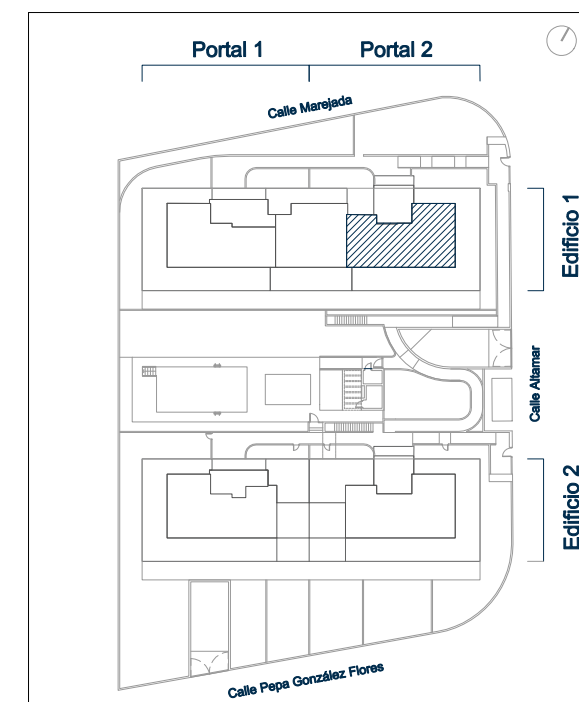 Portal 1
Portal 2
Calle Marejada
Edificio 1
Calle Altamar
Edificio 2
Calle Pepa González Flores